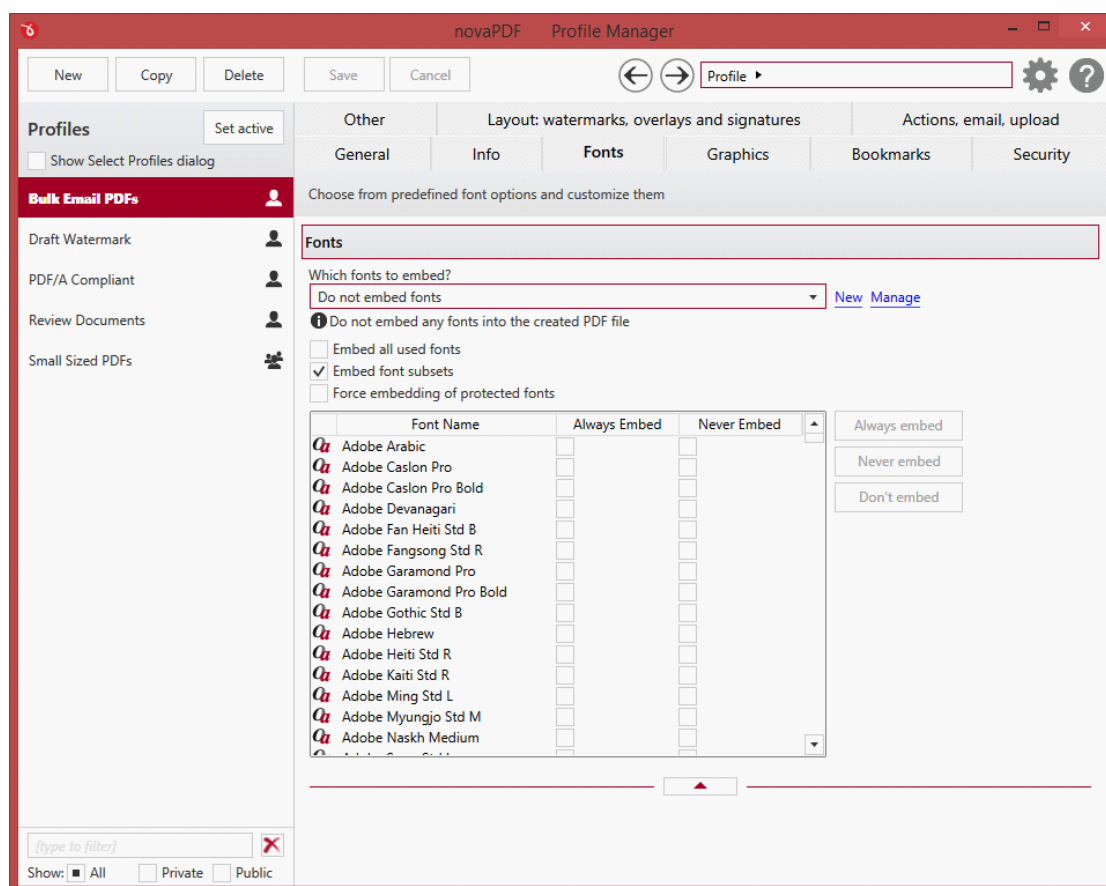 novaPDF Profile Manager
New Copy Delete Save Cancel Profile
Profiles Set active
Show Select Profiles dialog
Bulk Email PDFs
Draft Watermark
PDF/A Compliant
Review Documents
Small Sized PDFs
[type to filter]
Show: All Private Public
Other Layout: watermarks, overlays and signatures Actions, email, upload
General Info Fonts Graphics Bookmarks Security
Choose from predefined font options and customize them
Fonts
Which fonts to embed?
Do not embed fonts New Manage
Do not embed any fonts into the created PDF file
Embed all used fonts
Embed font subsets
Force embedding of protected fonts
Font Name Always Embed Never Embed
Adobe Arabic
Adobe Caslon Pro
Adobe Caslon Pro Bold
Adobe Devanagari
Adobe Fan Heiti Std B
Adobe Fangsong Std R
Adobe Garamond Pro
Adobe Garamond Pro Bold
Adobe Gothic Std B
Adobe Hebrew
Adobe Heiti Std R
Adobe Kaiti Std R
Adobe Ming Std L
Adobe Myungjo Std M
Adobe Naskh Medium
Always embed
Never embed
Don't embed